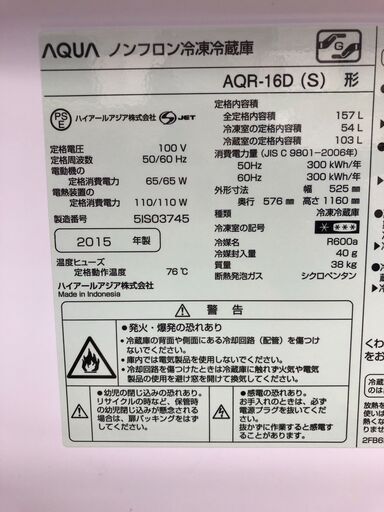 AQUA ノンフロン冷凍冷蔵庫
G
AQR-16D (S) 形
PS
E
ハイアールアジア株式会社
S JET
定格電圧 100 V
定格周波数 50/60 Hz
電動機の
定格消費電力 65/65 W
電熱装置の
定格消費電力 110/110 W
製造番号 5IS03745
2015 年製
温度ヒューズ
定格動作温度 76℃
ハイアールアジア株式会社
Made in Indonesia
定格内容積
全定格内容積 157 L
冷凍室の定格内容積 54 L
冷蔵室の定格内容積 103 L
消費電力量 (JIS C 9801-2006年)
50Hz 300 kWh/年
60Hz 300 kWh/年
外形寸法 幅 525 mm
奥行 576 mm 高さ 1160 mm
種類 冷凍冷蔵庫
冷凍室の記号
冷媒 R600a
冷媒封入量 40 g
質量 38 kg
断熱発泡ガス シクロペンタン
警告
●発火・爆発の恐れあり
・冷蔵庫の背面や側面にある冷却回路（配管）を傷つけ
ないでください。
・庫内では電気製品を使用しないでください。
・冷却回路を傷つけたときは冷蔵庫に触れず火気や電気
製品の使用を避け窓を開けて換気してください。
●幼児の閉じ込みの恐れあり
リサイクルの時など、保管時
の幼児閉じ込めが懸念される
場合は、扉パッキングをはず
してください。
●感電の恐れあり
お手入れのときは、必ず
電源プラグを抜いてくだ
さい。
抜かずに作業すると感電
することがあります。
くわ
をお
冷蔵
の
放熱を
熱くな
まりま
2FB6